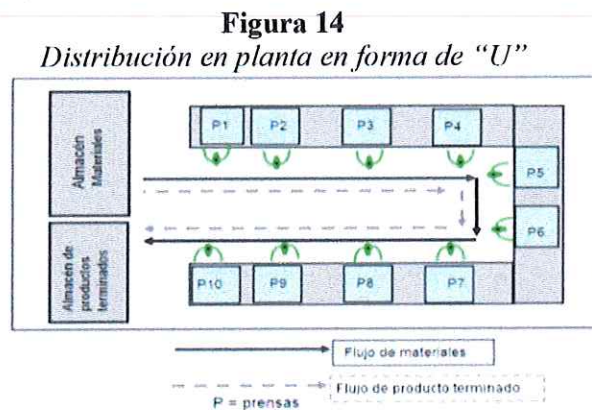 Figura 14
Distribución en planta en forma de “U”
Almacén
Materiales
P1
P2
P3
P4
P5
P6
Almacén de
productos
terminados
P10
P9
P8
P7
Flujo de materiales
Flujo de producto terminado
P = prensas